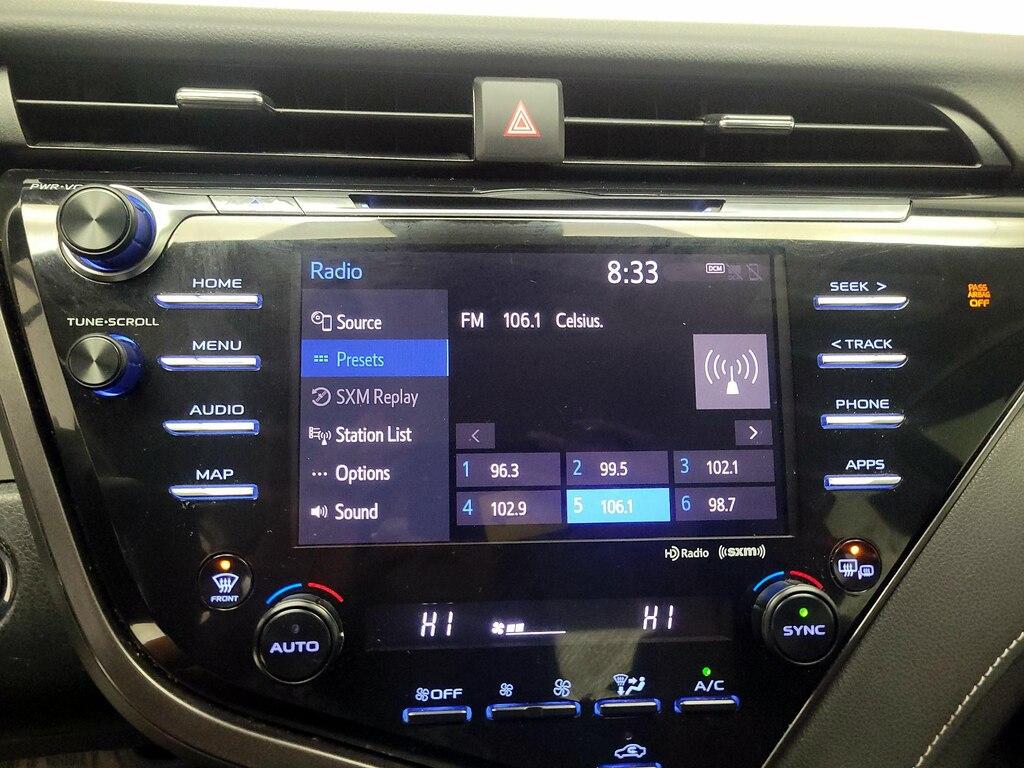 PWR·VO
HOME
TUNE·SCROLL
MENU
AUDIO
MAP
Radio
8:33
DCM
Source
Presets
SXM Replay
Station List
Options
Sound
FM 106.1 Celsius.
<
>
1 96.3
2 99.5
3 102.1
4 102.9
5 106.1
6 98.7
HD Radio
((sxm))
SEEK >
< TRACK
PHONE
APPS
PASS
AIRBAG
OFF
FRONT
AUTO
HI
HI
SYNC
OFF
A/C